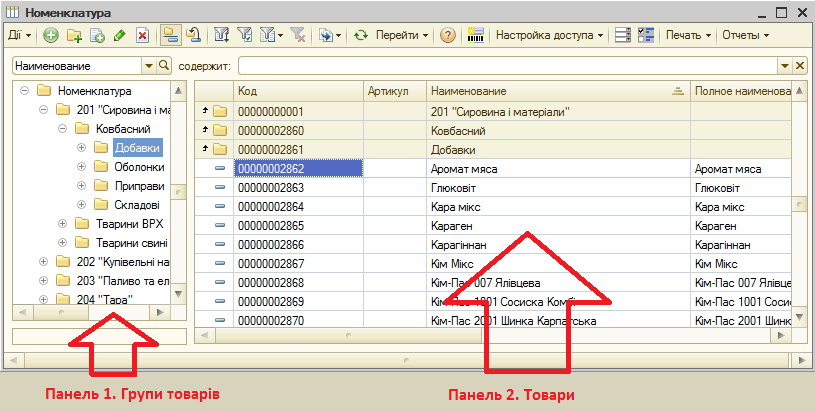 Номенклатура
Дії Перейти ? Настройка доступа Печать Отчеты
Наименование содержит:
Номенклатура
201 "Сировина і мате
Ковбасний
Добавки
Оболонки
Приправи
Складові
Тварини ВРХ
Тварини свині
202 "Купівельні на
203 "Паливо та ел
204 "Тара"
Код Артикул Наименование Полное наименова
00000000001 201 "Сировина і матеріали"
00000002860 Ковбасний
00000002861 Добавки
00000002862 Аромат мяса Аромат мяса
00000002863 Глюковіт Глюковіт
00000002864 Кара мікс Кара мікс
00000002865 Караген Караген
00000002866 Карагіннан Карагіннан
00000002867 Кім Мікс Кім Мікс
00000002868 Кім-Пас 007 Ялівцева Кім-Пас 007 Ялівц
00000002869 Кім-Пас 1001 Сосиска Комбі Кім-Пас 1001 Сосис
00000002870 Кім-Пас 2001 Шинка Карпатська Кім-Пас 2001 Шинк
Панель 1. Групи товарів
Панель 2. Товари